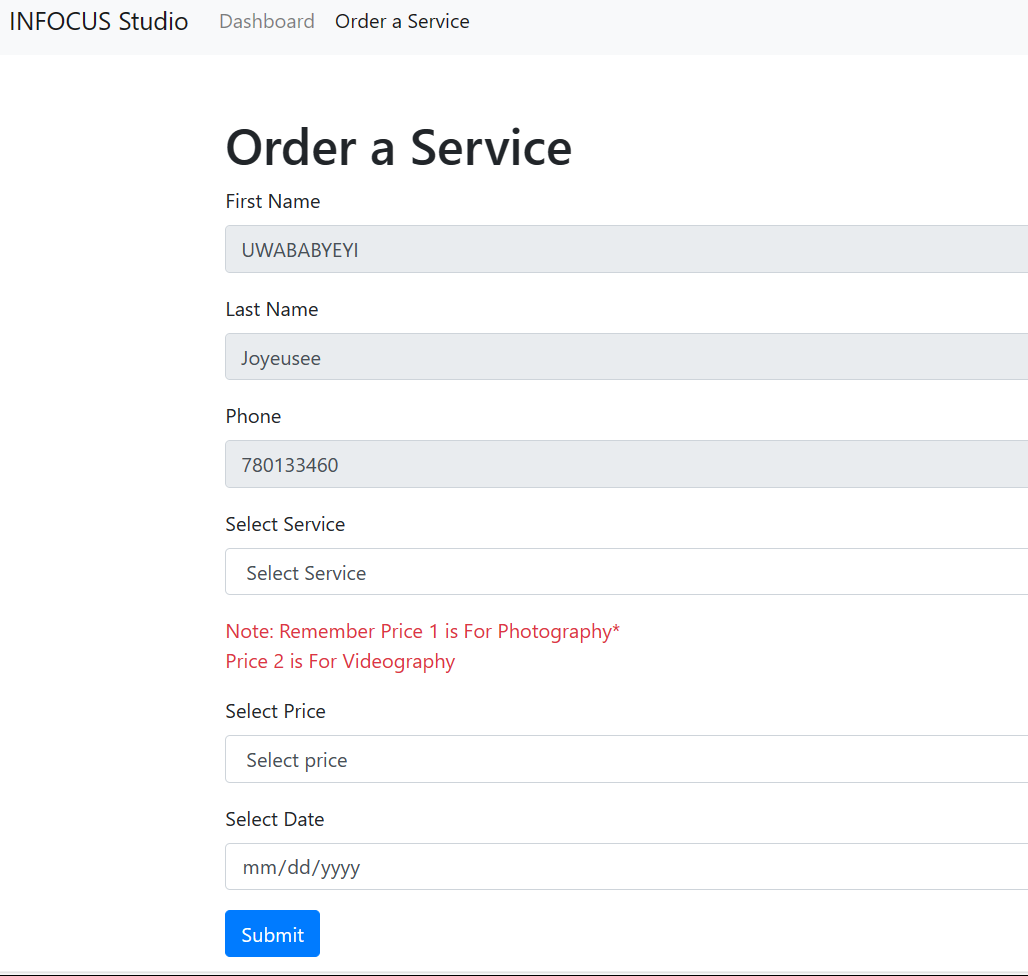 INFOCUS Studio Dashboard Order a Service
Order a Service
First Name
UWABABYEYI
Last Name
Joyeusee
Phone
780133460
Select Service
Select Service
Note: Remember Price 1 is For Photography*
Price 2 is For Videography
Select Price
Select price
Select Date
mm/dd/yyyy
Submit